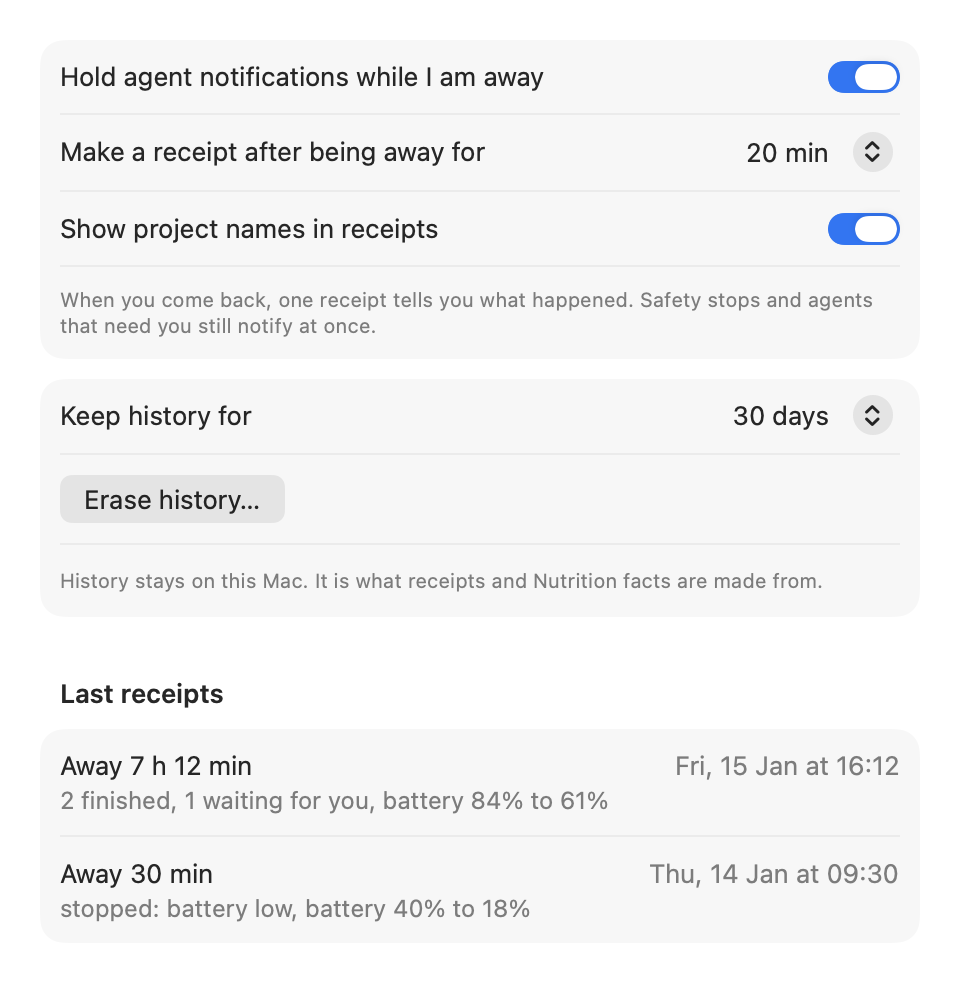 Hold agent notifications while I am away
Make a receipt after being away for 20 min
Show project names in receipts
When you come back, one receipt tells you what happened. Safety stops and agents
that need you still notify at once.
Keep history for 30 days
Erase history...
History stays on this Mac. It is what receipts and Nutrition facts are made from.
Last receipts
Away 7 h 12 min Fri, 15 Jan at 16:12
2 finished, 1 waiting for you, battery 84% to 61%
Away 30 min Thu, 14 Jan at 09:30
stopped: battery low, battery 40% to 18%